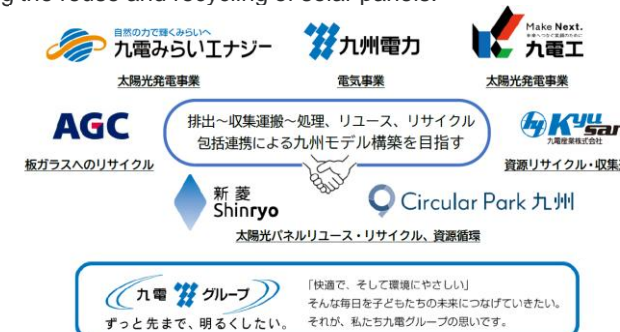 the reuse and recycling of solar panels.
自然の力で輝くみらいへ
九電みらいエナジー
太陽光発電事業
九州電力
電気事業
Make Next.
九電工
太陽光発電事業
AGC
板ガラスへのリサイクル
排出~収集運搬~処理、リユース、リサイクル
包括連携による九州モデル構築を目指す
Kyu
san
九電産業株式会社
資源リサイクル・収集
新菱
Shinryo
Circular Park 九州
太陽光パネルリユース・リサイクル、資源循環
九電グループ
ずっと先まで、明るくしたい。
「快適で、そして環境にやさしい」
そんな毎日を子どもたちの未来につなげていきたい。
それが、私たち九電グループの思いです。